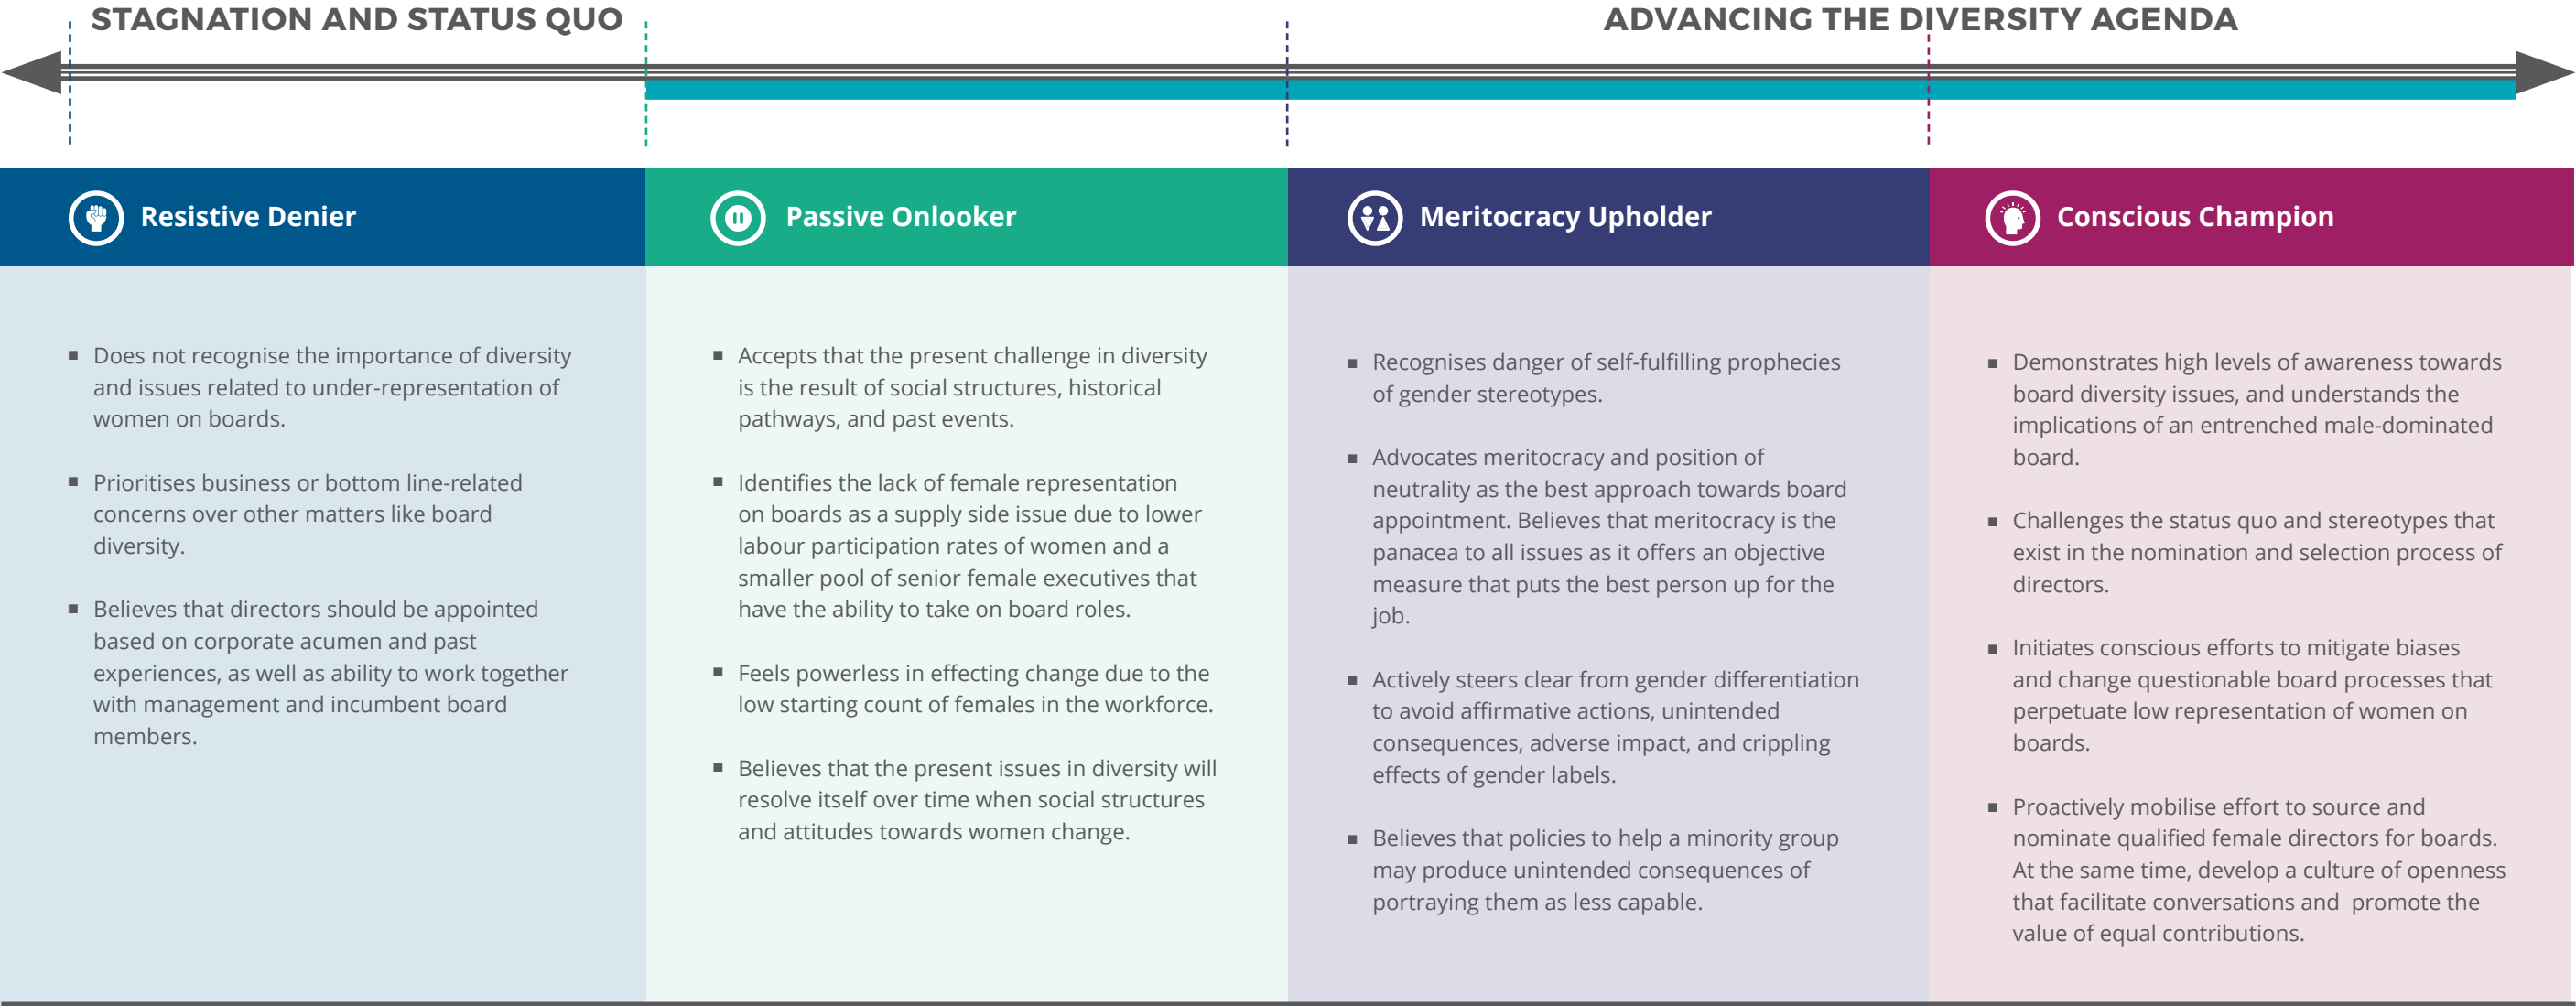 STAGNATION AND STATUS QUO
ADVANCING THE DIVERSITY AGENDA
Resistive Denier
▪ Does not recognise the importance of diversity
and issues related to under-representation of
women on boards.
▪ Prioritises business or bottom line-related
concerns over other matters like board
diversity.
▪ Believes that directors should be appointed
based on corporate acumen and past
experiences, as well as ability to work together
with management and incumbent board
members.
Passive Onlooker
▪ Accepts that the present challenge in diversity
is the result of social structures, historical
pathways, and past events.
▪ Identifies the lack of female representation
on boards as a supply side issue due to lower
labour participation rates of women and a
smaller pool of senior female executives that
have the ability to take on board roles.
▪ Feels powerless in effecting change due to the
low starting count of females in the workforce.
▪ Believes that the present issues in diversity will
resolve itself over time when social structures
and attitudes towards women change.
Meritocracy Upholder
▪ Recognises danger of self-fulfilling prophecies
of gender stereotypes.
▪ Advocates meritocracy and position of
neutrality as the best approach towards board
appointment. Believes that meritocracy is the
panacea to all issues as it offers an objective
measure that puts the best person up for the
job.
▪ Actively steers clear from gender differentiation
to avoid affirmative actions, unintended
consequences, adverse impact, and crippling
effects of gender labels.
▪ Believes that policies to help a minority group
may produce unintended consequences of
portraying them as less capable.
Conscious Champion
▪ Demonstrates high levels of awareness towards
board diversity issues, and understands the
implications of an entrenched male-dominated
board.
▪ Challenges the status quo and stereotypes that
exist in the nomination and selection process of
directors.
▪ Initiates conscious efforts to mitigate biases
and change questionable board processes that
perpetuate low representation of women on
boards.
▪ Proactively mobilise effort to source and
nominate qualified female directors for boards.
At the same time, develop a culture of openness
that facilitate conversations and promote the
value of equal contributions.